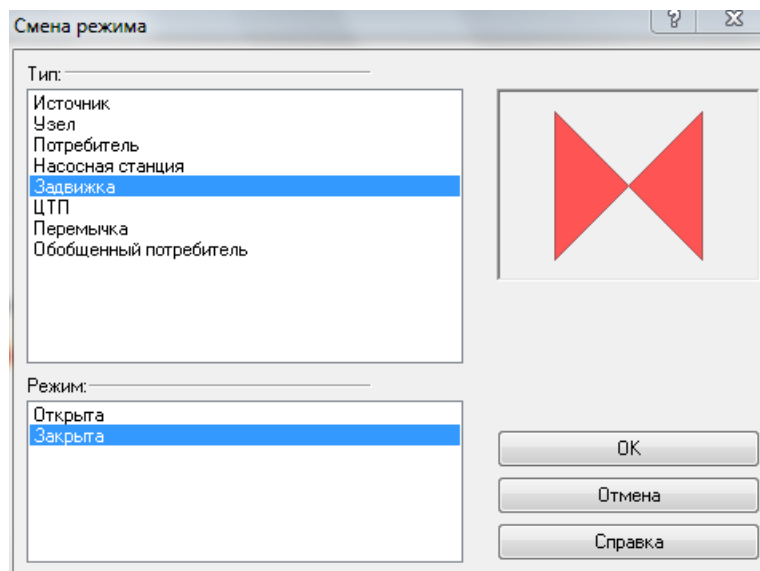 Смена режима
Тип:
Источник
Узел
Потребитель
Насосная станция
Задвижка
ЦТП
Перемычка
Обобщенный потребитель
Режим:
Открыта
Закрыта
OK
Отмена
Справка